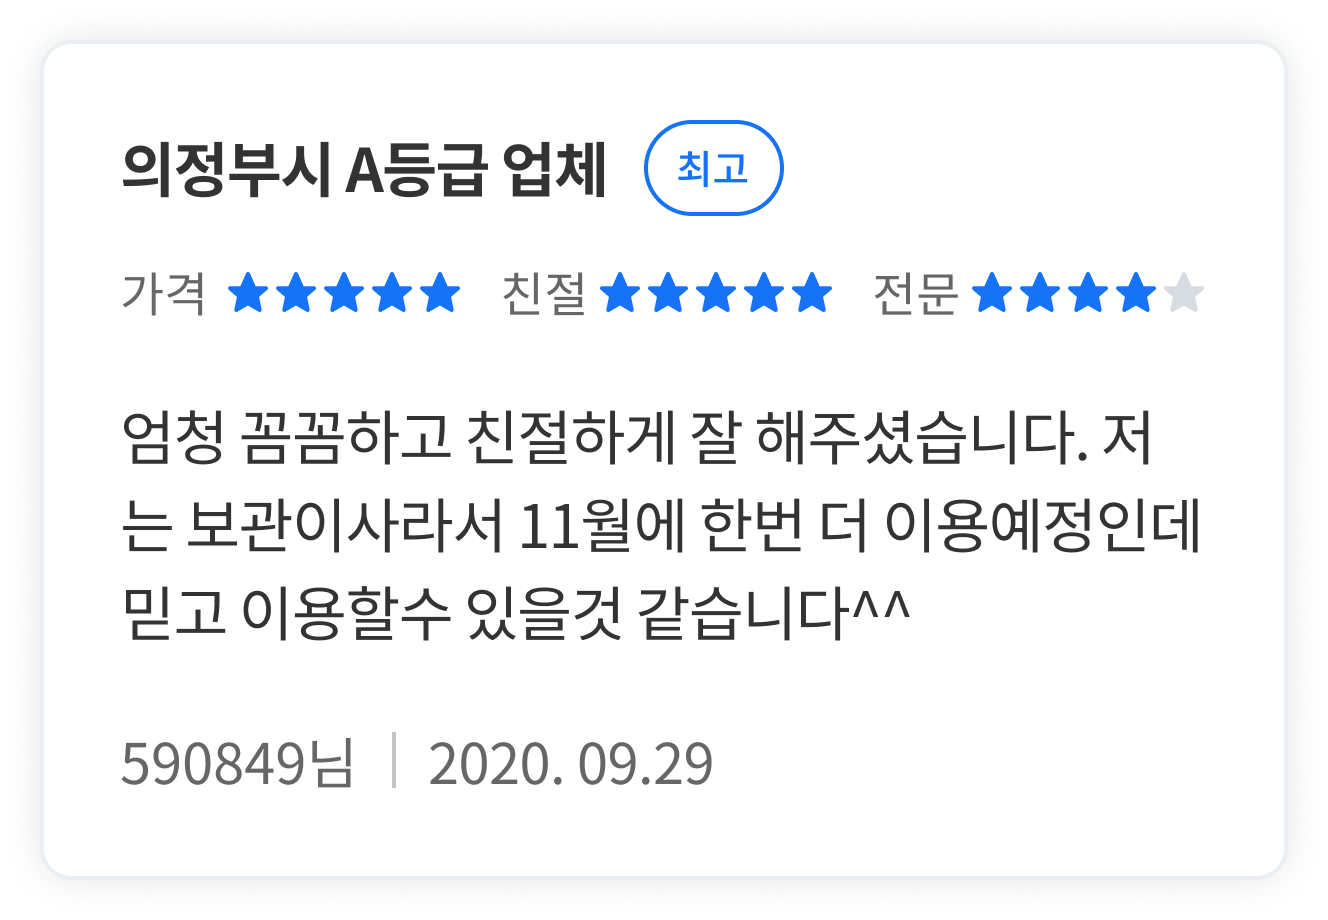 의정부시 A등급 업체 최고
가격 ★★★★★ 친절 ★★★★★ 전문 ★★★★★
엄청 꼼꼼하고 친절하게 잘 해주셨습니다. 저
는 보관이사라서 11월에 한번 더 이용예정인데
믿고 이용할수 있을것 같습니다^^
590849님 | 2020. 09.29